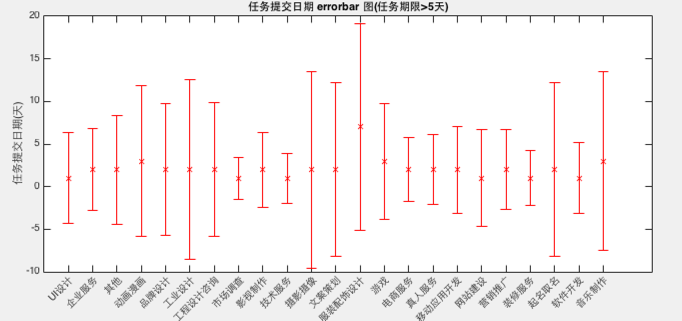 任务提交日期 errorbar 图(任务期限>5天)
任务提交日期(天)
20
15
10
5
0
-5
-10
UI设计
企业服务
其他
动画漫画
品牌设计
工业设计
工程设计咨询
市场调查
影视制作
技术服务
摄影摄像
文案策划
服装配饰设计
游戏
电商服务
真人服务
移动应用开发
网站建设
营销推广
装修服务
起名取名
软件开发
音乐制作